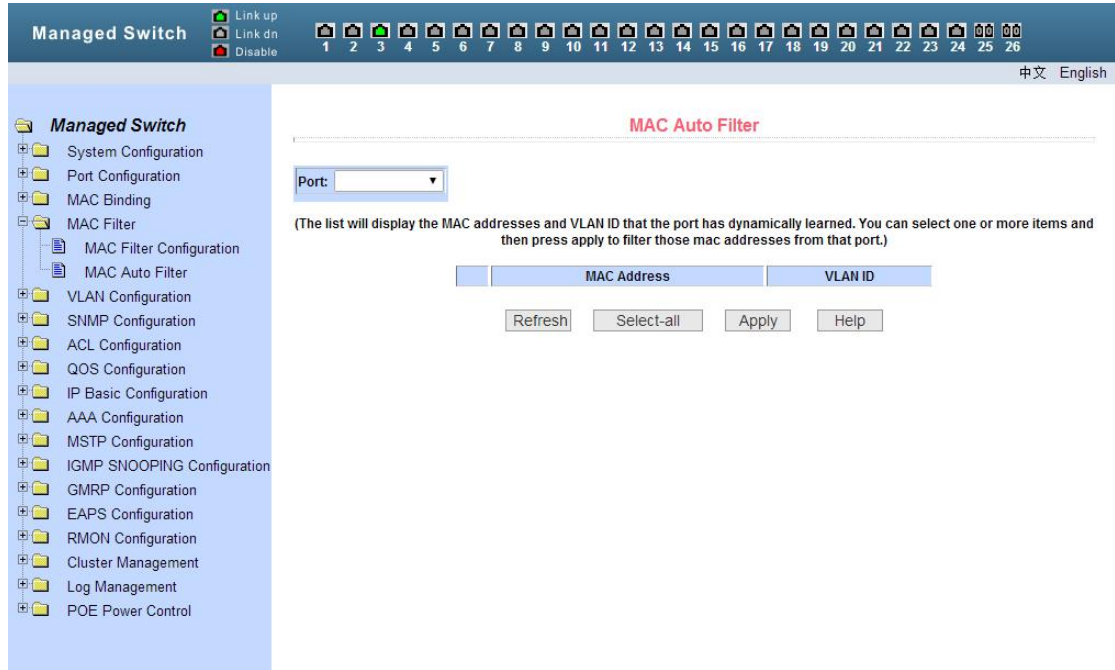 Managed Switch
Link up
Link dn
Disable
1 2 3 4 5 6 7 8 9 10 11 12 13 14 15 16 17 18 19 20 21 22 23 24 25 26
中文 English
Managed Switch
System Configuration
Port Configuration
MAC Binding
MAC Filter
MAC Filter Configuration
MAC Auto Filter
VLAN Configuration
SNMP Configuration
ACL Configuration
QOS Configuration
IP Basic Configuration
AAA Configuration
MSTP Configuration
IGMP SNOOPING Configuration
GMRP Configuration
EAPS Configuration
RMON Configuration
Cluster Management
Log Management
POE Power Control
MAC Auto Filter
Port:
(The list will display the MAC addresses and VLAN ID that the port has dynamically learned. You can select one or more items and
then press apply to filter those mac addresses from that port.)
MAC Address VLAN ID
Refresh Select-all Apply Help